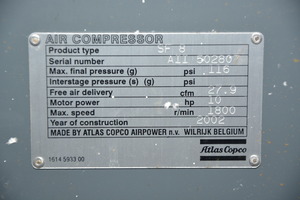 AIR COMPRESSOR
Product type SF 8
Serial number A11 50280
Max. final pressure (g) psi 116
Interstage pressure (s) (g) psi
Free air delivery cfm 27.9
Motor power hp 10
Max. speed r/min 1800
Year of construction 2002
MADE BY ATLAS COPCO AIRPOWER n.v. WILRIJK BELGIUM
Atlas Copco
1614 5933 00